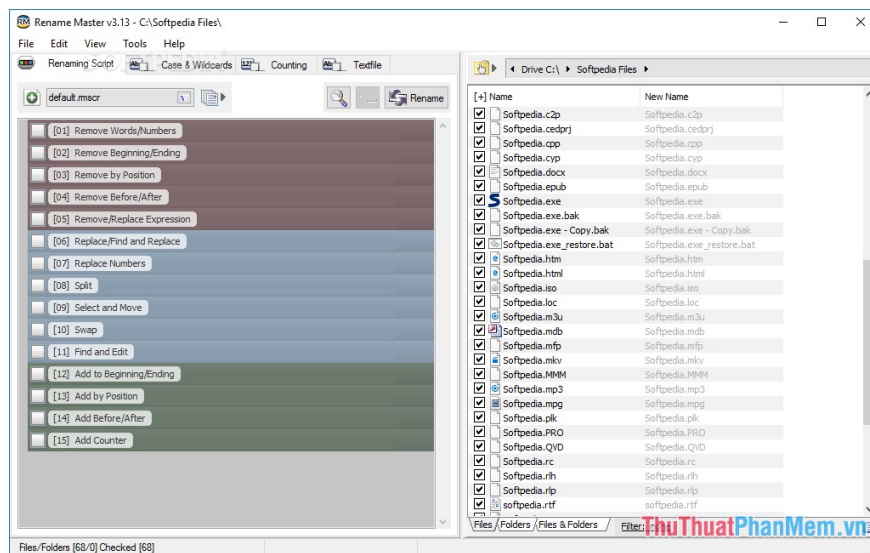 Rename Master v3.13 - C:\Softpedia Files\
File Edit View Tools Help
Renaming Script Case & Wildcards Counting Textfile
default.mscr
Rename
[01] Remove Words/Numbers
[02] Remove Beginning/Ending
[03] Remove by Position
[04] Remove Before/After
[05] Remove/Replace Expression
[06] Replace/Find and Replace
[07] Replace Numbers
[08] Split
[09] Select and Move
[10] Swap
[11] Find and Edit
[12] Add to Beginning/Ending
[13] Add by Position
[14] Add Before/After
[15] Add Counter
Drive C:\ Softpedia Files
[+] Name New Name
Softpedia.c2p Softpedia.c2p
Softpedia.cedprj Softpedia.cedprj
Softpedia.cpp Softpedia.cpp
Softpedia.cyp Softpedia.cyp
Softpedia.docx Softpedia.docx
Softpedia.epub Softpedia.epub
Softpedia.exe Softpedia.exe
Softpedia.exe.bak Softpedia.exe.bak
Softpedia.exe - Copy.bak Softpedia.exe - Copy.bak
Softpedia.exe_restore.bat Softpedia.exe_restore.bat
Softpedia.htm Softpedia.htm
Softpedia.html Softpedia.html
Softpedia.iso Softpedia.iso
Softpedia.loc Softpedia.loc
Softpedia.m3u Softpedia.m3u
Softpedia.mdb Softpedia.mdb
Softpedia.mfp Softpedia.mfp
Softpedia.mkv Softpedia.mkv
Softpedia.MMM Softpedia.MMM
Softpedia.mp3 Softpedia.mp3
Softpedia.mpg Softpedia.mpg
Softpedia.plk Softpedia.plk
Softpedia.PRO Softpedia.PRO
Softpedia.QVD Softpedia.QVD
Softpedia.rc Softpedia.rc
Softpedia.rlh Softpedia.rlh
Softpedia.rlp Softpedia.rlp
softpedia.rtf softpedia.rtf
Files Folders Files & Folders Filter:
ThuThuatPhanMem.vn
Files/Folders [68/0] Checked [68]